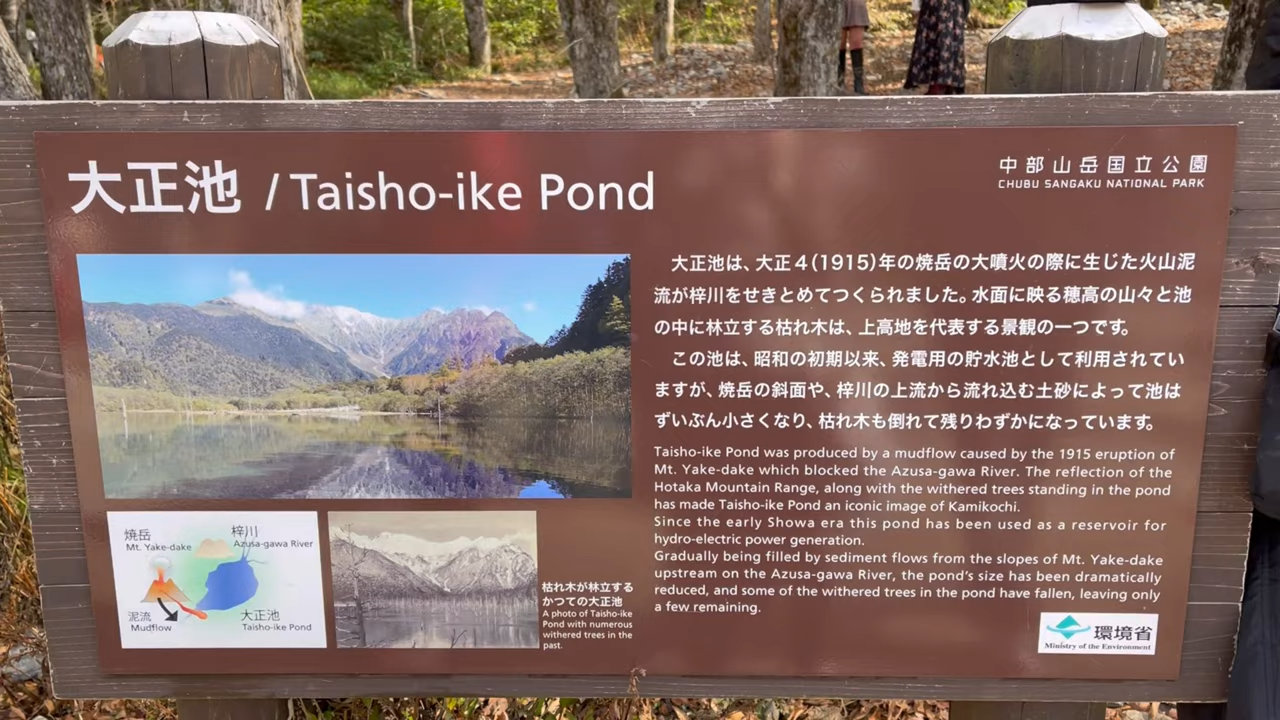 大正池 / Taisho-ike Pond
中部山岳国立公園
CHUBU SANGAKU NATIONAL PARK
大正池は、大正4(1915)年の焼岳の大噴火の際に生じた火山泥
流が梓川をせきとめてつくられました。水面に映る穂高の山々と池
の中に林立する枯れ木は、上高地を代表する景観の一つです。
この池は、昭和の初期以来、発電用の貯水池として利用されてい
ますが、焼岳の斜面や、梓川の上流から流れ込む土砂によって池は
ずいぶん小さくなり、枯れ木も倒れて残りわずかになっています。
Taisho-ike Pond was produced by a mudflow caused by the 1915 eruption of
Mt. Yake-dake which blocked the Azusa-gawa River. The reflection of the
Hotaka Mountain Range, along with the withered trees standing in the pond
has made Taisho-ike Pond an iconic image of Kamikochi.
Since the early Showa era this pond has been used as a reservoir for
hydro-electric power generation.
Gradually being filled by sediment flows from the slopes of Mt. Yake-dake
upstream on the Azusa-gawa River, the pond's size has been dramatically
reduced, and some of the withered trees in the pond have fallen, leaving only
a few remaining.
焼岳
Mt. Yake-dake
梓川
Azusa-gawa River
泥流
Mudflow
大正池
Taisho-ike Pond
枯れ木が林立する
かつての大正池
A photo of Taisho-ike
Pond with numerous
withered trees in the
past.
環境省
Ministry of the Environment